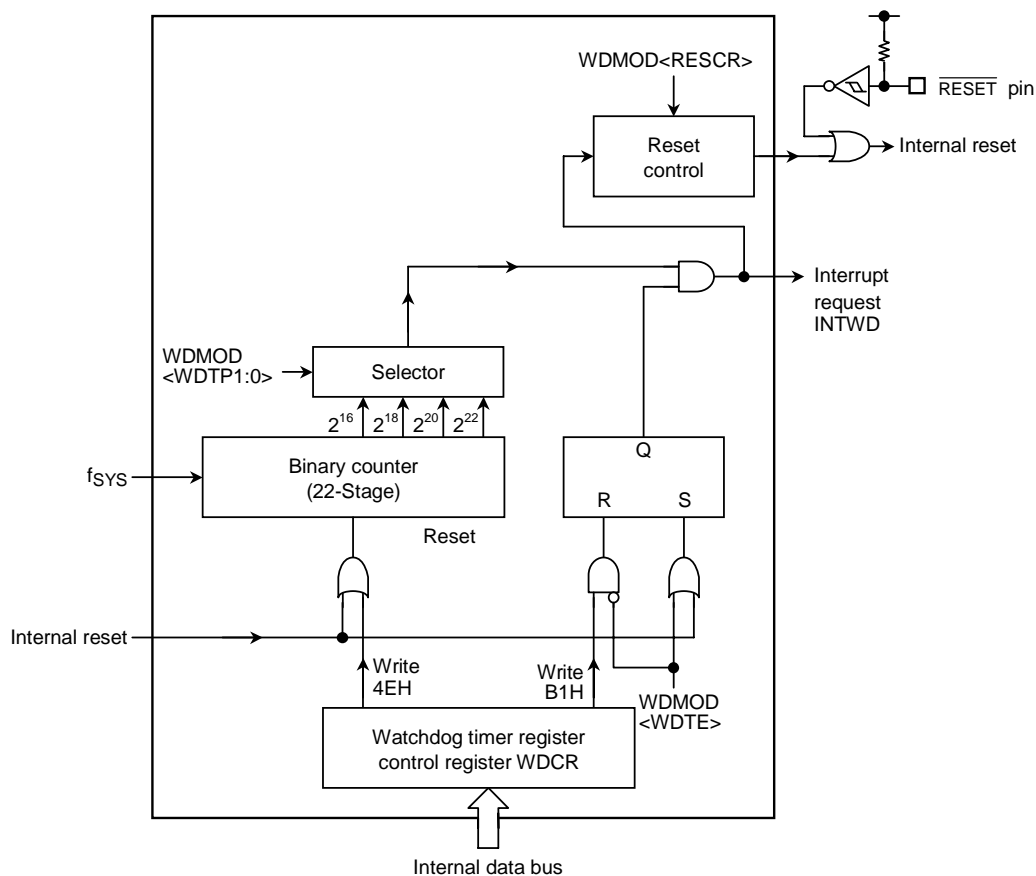 WDMOD<RESCR>
RESET pin
Reset
control
Internal reset
Interrupt
request
INTWD
WDMOD
<WDTP1:0>
Selector
2^16 2^18 2^20 2^22
fSYS
Binary counter
(22-Stage)
Q
R S
Reset
Internal reset
Write
4EH
Write
B1H
WDMOD
<WDTE>
Watchdog timer register
control register WDCR
Internal data bus